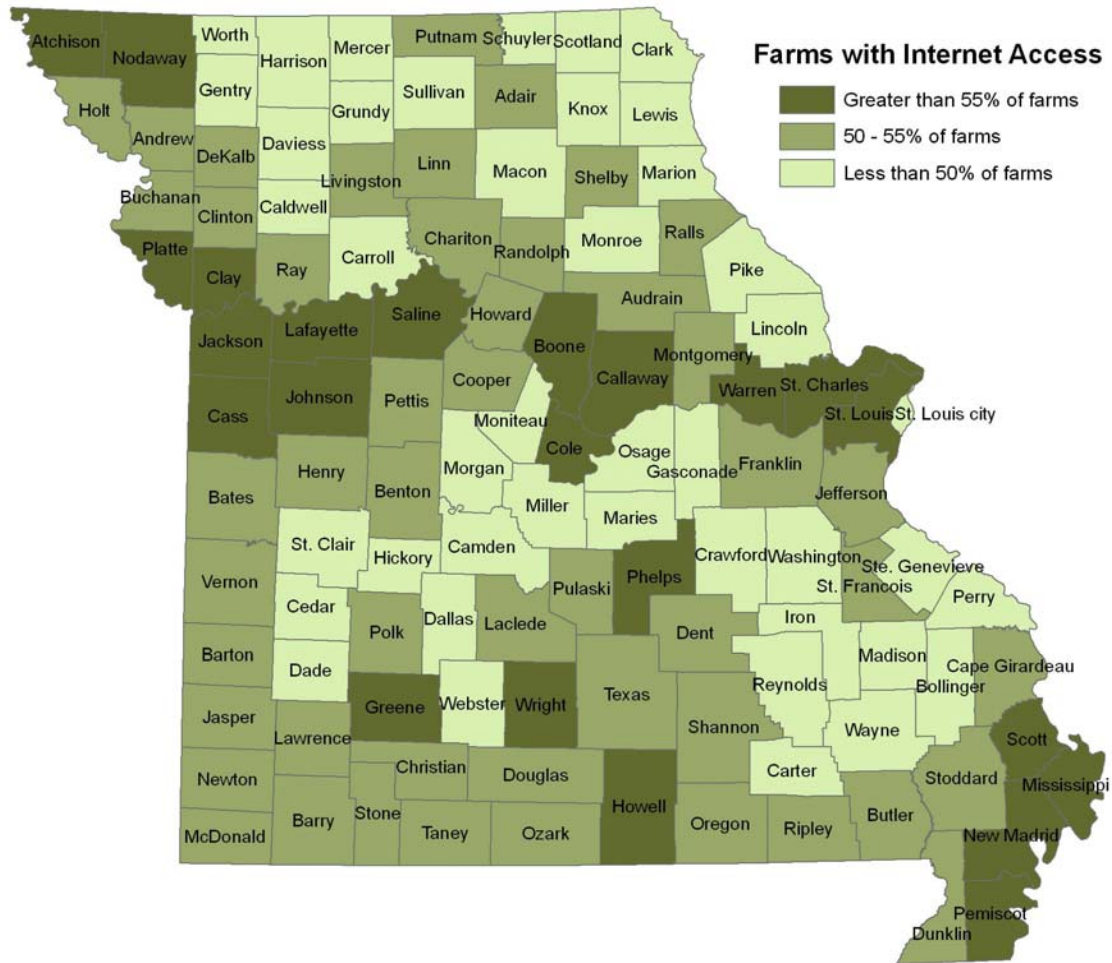 Farms with Internet Access
Greater than 55% of farms
50 - 55% of farms
Less than 50% of farms
Atchison
Nodaway
Worth
Harrison
Mercer
Putnam
Schuyler
Scotland
Clark
Holt
Gentry
Sullivan
Adair
Knox
Lewis
Andrew
DeKalb
Daviess
Grundy
Linn
Macon
Shelby
Marion
Buchanan
Clinton
Caldwell
Livingston
Chariton
Randolph
Monroe
Ralls
Platte
Clay
Ray
Carroll
Audrain
Pike
Jackson
Lafayette
Saline
Howard
Boone
Callaway
Montgomery
Lincoln
Cass
Johnson
Pettis
Cooper
Moniteau
Cole
Warren
St. Charles
St. Louis
St. Louis city
Bates
Henry
Benton
Morgan
Miller
Osage
Gasconade
Franklin
Jefferson
Vernon
St. Clair
Hickory
Camden
Maries
Pulaski
Phelps
Crawford
Washington
St. Francois
Ste. Genevieve
Perry
Barton
Cedar
Dade
Polk
Dallas
Laclede
Dent
Iron
Madison
Bollinger
Cape Girardeau
Jasper
Lawrence
Greene
Webster
Wright
Texas
Shannon
Reynolds
Wayne
Scott
Newton
Christian
Douglas
Howell
Carter
Stoddard
Mississippi
McDonald
Barry
Stone
Taney
Ozark
Oregon
Ripley
Butler
New Madrid
Dunklin
Pemiscot